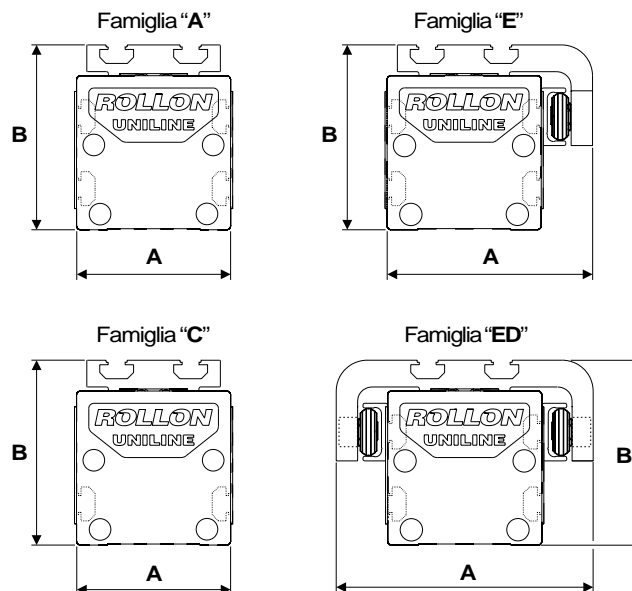 Famiglia “A”
B
ROLLON
UNILINE
A
Famiglia “E”
B
ROLLON
UNILINE
A
Famiglia “C”
B
ROLLON
UNILINE
A
Famiglia “ED”
ROLLON
UNILINE
B
A